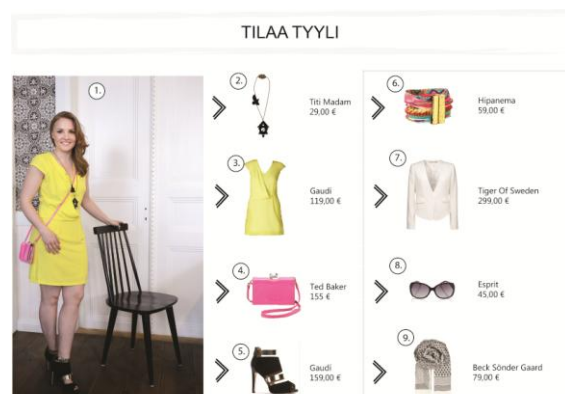 TILAA TYYLI
1.
2.
Titi Madam
29,00 €
3.
Gaudi
119,00 €
4.
Ted Baker
155 €
5.
Gaudi
159,00 €
6.
Hipanema
59,00 €
7.
Tiger Of Sweden
299,00 €
8.
Esprit
45,00 €
9.
Beck Sönder Gaard
79,00 €